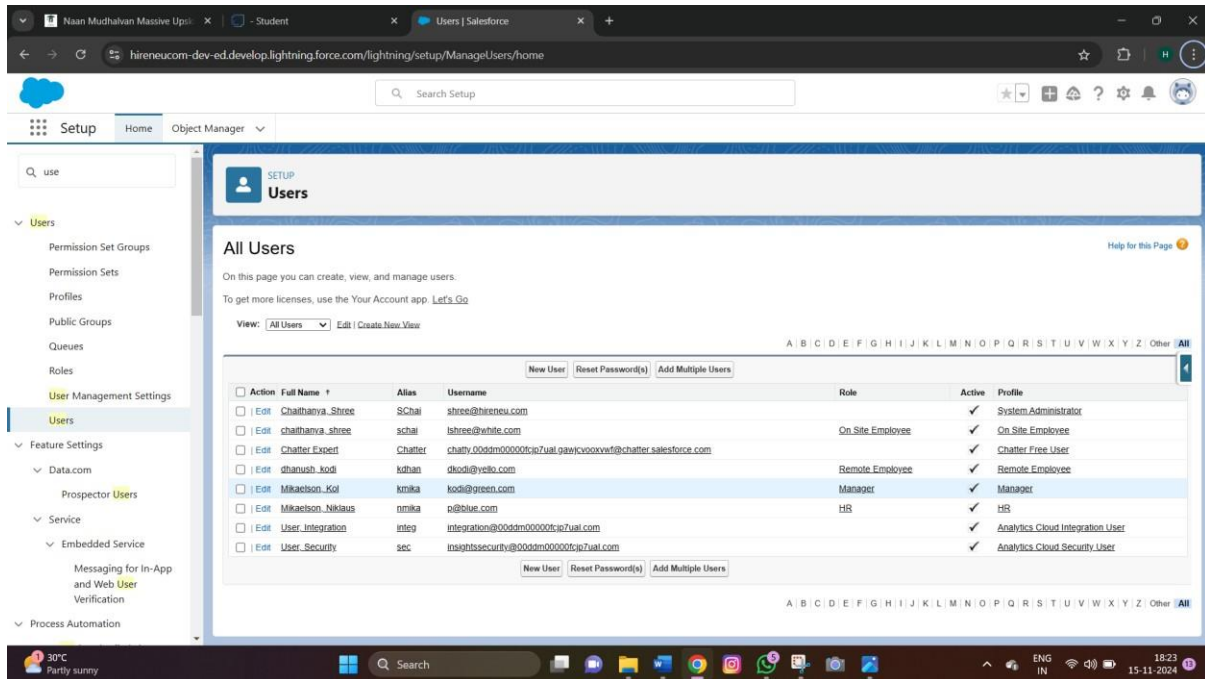 Naan Mudhalvan Massive Upsk
- Student
Users | Salesforce
hireneucom-dev-ed.develop.lightning.force.com/lightning/setup/ManageUsers/home
H
Search Setup
Setup Home Object Manager
use
Users
Permission Set Groups
Permission Sets
Profiles
Public Groups
Queues
Roles
User Management Settings
Users
Feature Settings
Data.com
Prospector Users
Service
Embedded Service
Messaging for In-App
and Web User
Verification
Process Automation
SETUP
Users
All Users
Help for this Page
On this page you can create, view, and manage users.
To get more licenses, use the Your Account app. Let's Go
View: All Users Edit | Create New View
A | B | C | D | E | F | G | H | I | J | K | L | M | N | O | P | Q | R | S | T | U | V | W | X | Y | Z | Other All
New User Reset Password(s) Add Multiple Users
Action Full Name ↑ Alias Username Role Active Profile
| Edit Chaithanya, Shree SChai shree@hireneu.com ✓ System Administrator
| Edit chaithanya, shree schai lshree@white.com On Site Employee ✓ On Site Employee
| Edit Chatter Expert Chatter chatty.00ddm00000fcjp7ual.gawjcvooxvwf@chatter.salesforce.com ✓ Chatter Free User
| Edit dhanush, kodi kdhan dkodi@yello.com Remote Employee ✓ Remote Employee
| Edit Mikaelson, Kol kmika kodi@green.com Manager ✓ Manager
| Edit Mikaelson, Niklaus nmika p@blue.com HR ✓ HR
| Edit User, Integration integ integration@00ddm00000fcjp7ual.com ✓ Analytics Cloud Integration User
| Edit User, Security sec insightssecurity@00ddm00000fcjp7ual.com ✓ Analytics Cloud Security User
New User Reset Password(s) Add Multiple Users
A | B | C | D | E | F | G | H | I | J | K | L | M | N | O | P | Q | R | S | T | U | V | W | X | Y | Z | Other All
1
30°C
Partly sunny
Search
5
ENG
IN
18:23
15-11-2024
13